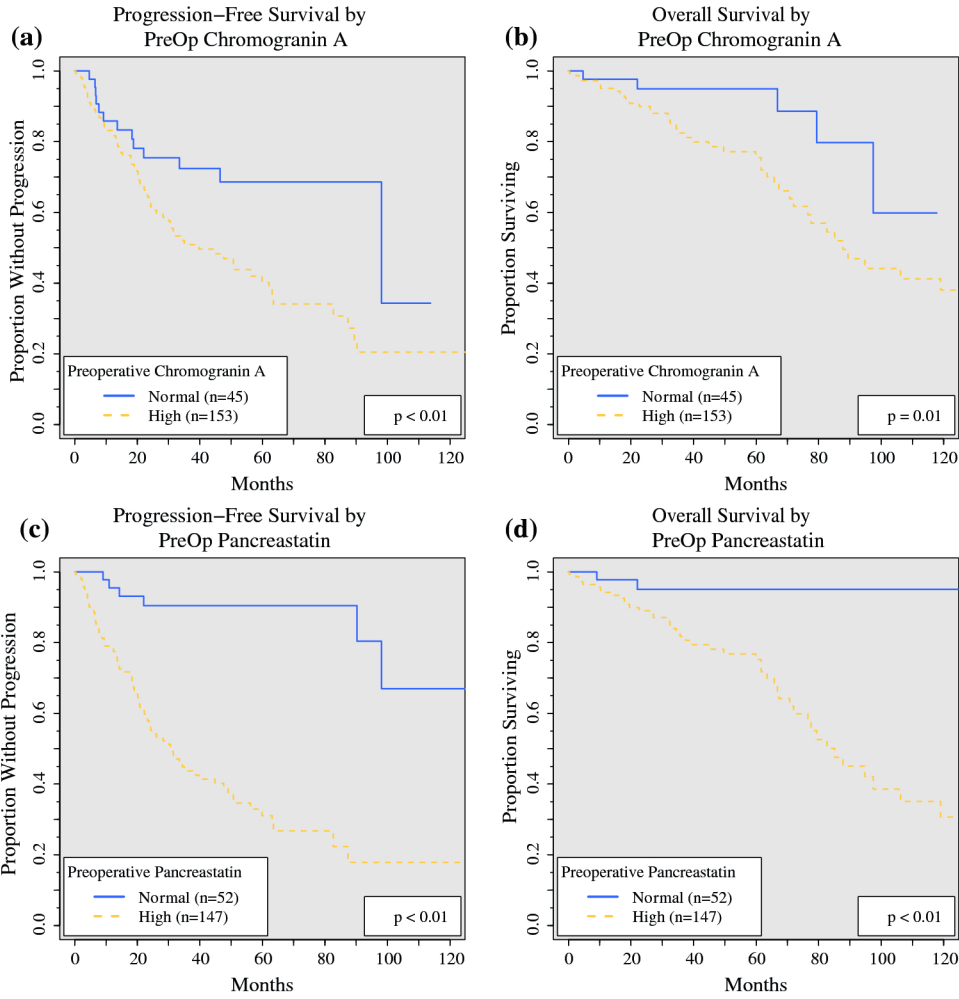 (a)
Progression−Free Survival by
PreOp Chromogranin A
Proportion Without Progression
1.0
0.8
0.6
0.4
0.2
0.0
Preoperative Chromogranin A
Normal (n=45)
High (n=153)
p < 0.01
0 20 40 60 80 100 120
Months
(b)
Overall Survival by
PreOp Chromogranin A
Proportion Surviving
1.0
0.8
0.6
0.4
0.2
0.0
Preoperative Chromogranin A
Normal (n=45)
High (n=153)
p = 0.01
0 20 40 60 80 100 120
Months
(c)
Progression−Free Survival by
PreOp Pancreastatin
Proportion Without Progression
1.0
0.8
0.6
0.4
0.2
0.0
Preoperative Pancreastatin
Normal (n=52)
High (n=147)
p < 0.01
0 20 40 60 80 100 120
Months
(d)
Overall Survival by
PreOp Pancreastatin
Proportion Surviving
1.0
0.8
0.6
0.4
0.2
0.0
Preoperative Pancreastatin
Normal (n=52)
High (n=147)
p < 0.01
0 20 40 60 80 100 120
Months